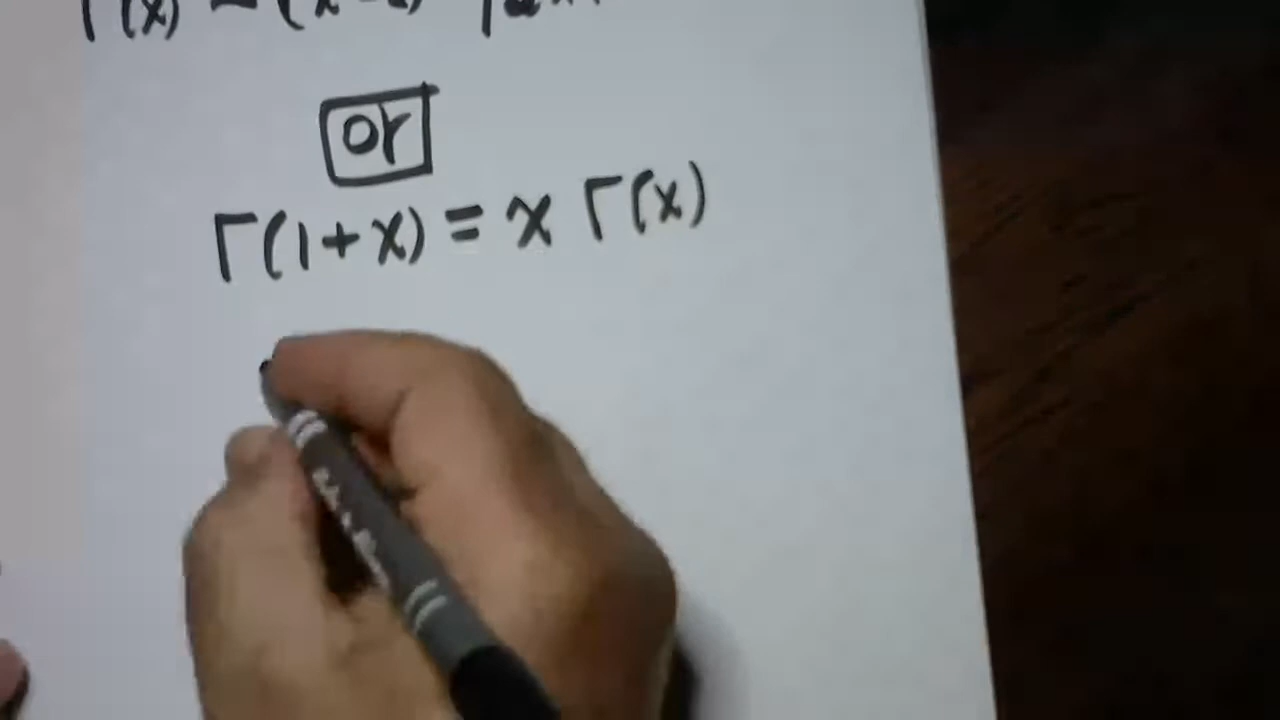 Γ(x)
or
Γ(1+x) = x Γ(x)